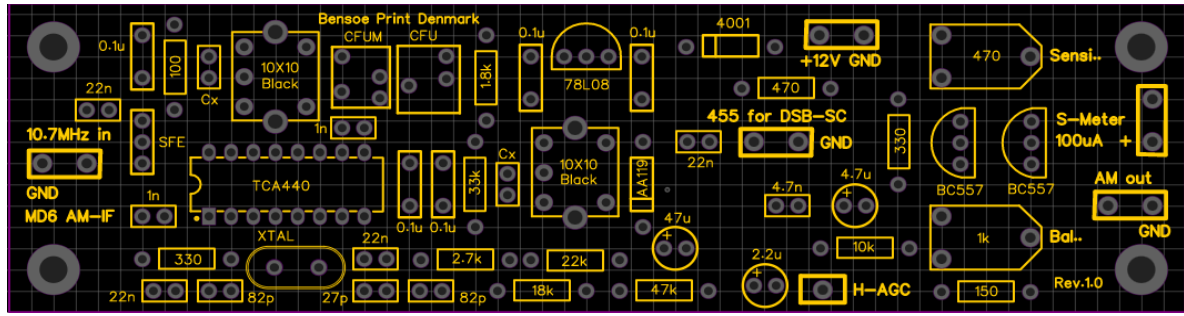 Bensoe Print Denmark
CFUM
CFU
4001
0.1u
0.1u
0.1u
100
Cx
10X10
Black
1.8k
78L08
+12V GND
470
Sensi..
22n
470
10.7MHz in
SFE
1n
455 for DSB-SC
GND
330
S-Meter
100uA +
GND
TCA440
33k
Cx
10X10
Black
AA119
22n
BC557
BC557
AM out
MD6 AM-IF
1n
4.7n
4.7u
+
0.1u
0.1u
47u
+
GND
XTAL
22n
1k
Bal..
330
2.7k
22k
2.2u
+
10k
22n
82p
27p
82p
18k
47k
H-AGC
150
Rev.1.0